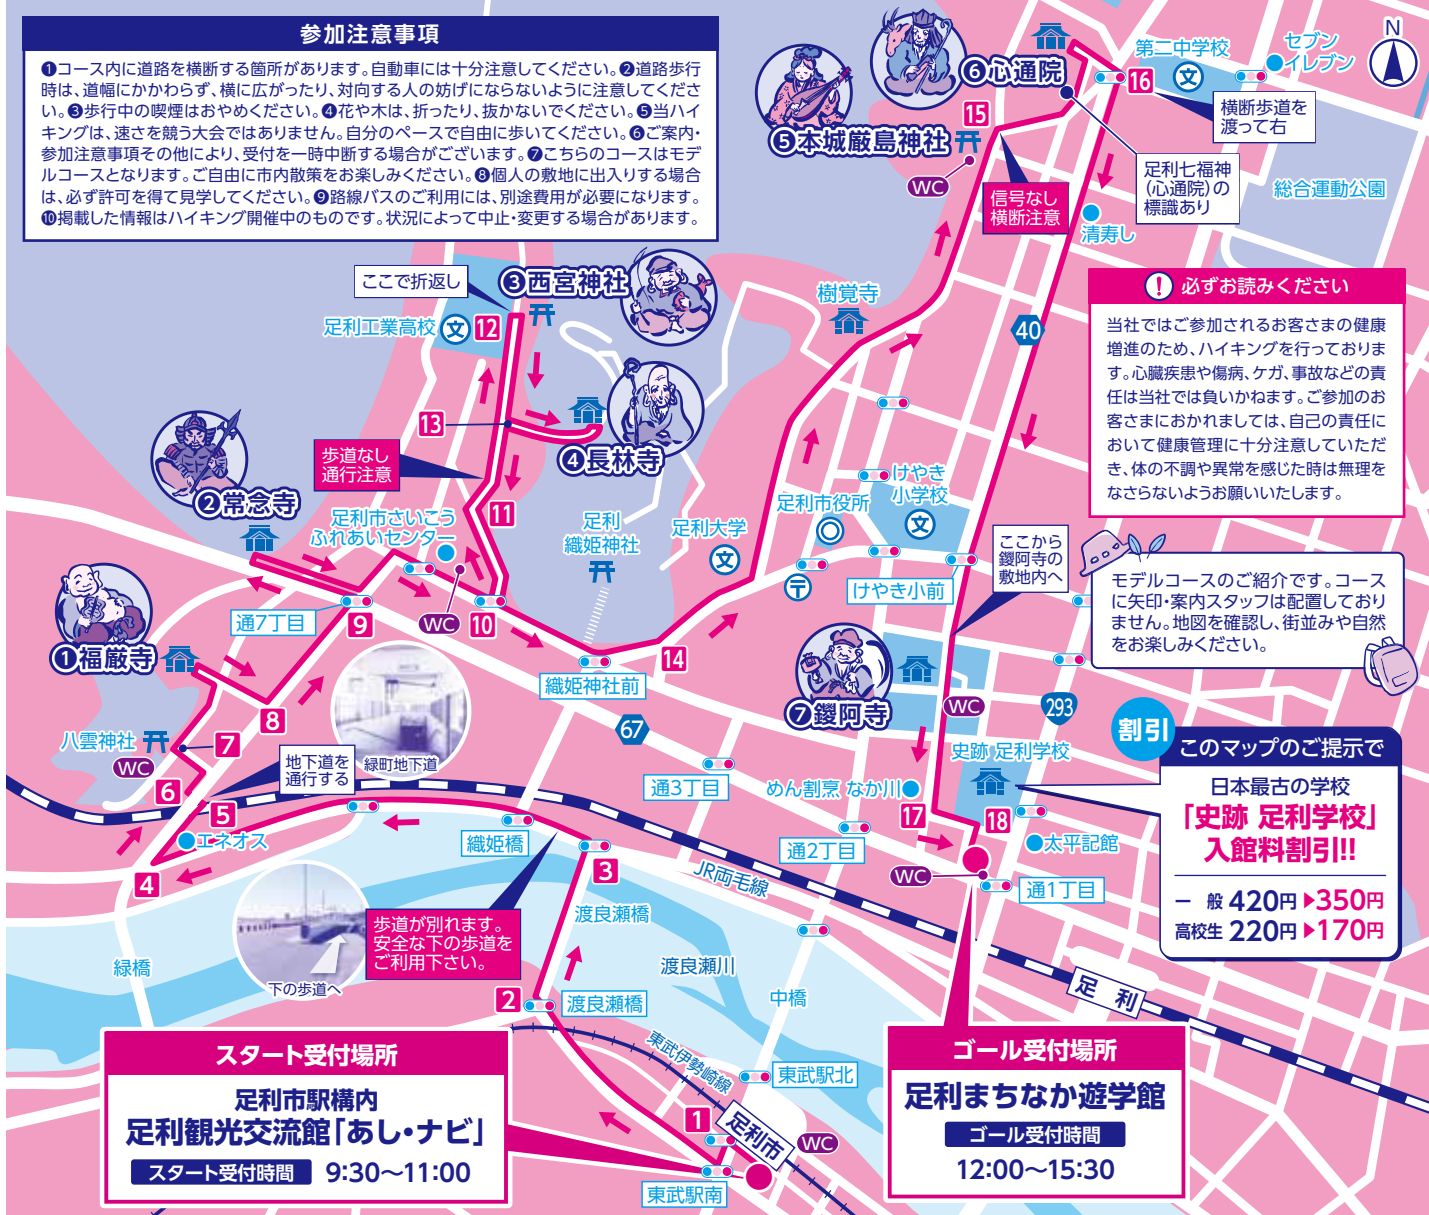 参加注意事項
❶コース内に道路を横断する箇所があります。自動車には十分注意してください。❷道路歩行
時は、道幅にかかわらず、横に広がったり、対向する人の妨げにならないように注意してくださ
い。❸歩行中の喫煙はおやめください。❹花や木は、折ったり、抜かないでください。❺当ハイ
キングは、速さを競う大会ではありません。自分のペースで自由に歩いてください。❻ご案内・
参加注意事項その他により、受付を一時中断する場合がございます。❼こちらのコースはモデ
ルコースとなります。ご自由に市内散策をお楽しみください。❽個人の敷地に出入りする場合
は、必ず許可を得て見学してください。❾路線バスのご利用には、別途費用が必要になります。
❿掲載した情報はハイキング開催中のものです。状況によって中止・変更する場合があります。
N
第二中学校
文
セブン
イレブン
❻心通院
16
横断歩道を
渡って右
15
❺本城厳島神社
WC
足利七福神
(心通院)の
標識あり
総合運動公園
信号なし
横断注意
清寿し
ここで折返し
❸西宮神社
足利工業高校
文
12
樹覚寺
40
! 必ずお読みください
当社ではご参加されるお客さまの健康
増進のため、ハイキングを行っておりま
す。心臓疾患や傷病、ケガ、事故などの責
任は当社では負いかねます。ご参加のお
客さまにおかれましては、自己の責任に
おいて健康管理に十分注意していただ
き、体の不調や異常を感じた時は無理を
なさらないようお願いいたします。
13
❹長林寺
歩道なし
通行注意
❷常念寺
11
足利市さいこう
ふれあいセンター
足利
織姫神社
足利大学
文
足利市役所
けやき
小学校
文
〒
けやき小前
ここから
鑁阿寺の
敷地内へ
モデルコースのご紹介です。コース
に矢印・案内スタッフは配置しており
ません。地図を確認し、街並みや自然
をお楽しみください。
通7丁目
9
WC
10
❶福厳寺
14
織姫神社前
8
67
❼鑁阿寺
WC
293
八雲神社
WC
7
地下道を
通行する
緑町地下道
6
5
通3丁目
めん割烹 なか川
史跡 足利学校
割引
このマップのご提示で
日本最古の学校
「史跡 足利学校」
入館料割引!!
一 般 420円▶350円
高校生 220円▶170円
エネオス
4
織姫橋
3
通2丁目
17
18
太平記館
WC
通1丁目
JR両毛線
歩道が別れます。
安全な下の歩道を
ご利用下さい。
渡良瀬橋
緑橋
下の歩道へ
渡良瀬川
中橋
足利
2
渡良瀬橋
東武伊勢崎線
東武駅北
1
足利市
WC
東武駅南
スタート受付場所
足利市駅構内
足利観光交流館「あし・ナビ」
スタート受付時間 9:30〜11:00
ゴール受付場所
足利まちなか遊学館
ゴール受付時間
12:00〜15:30